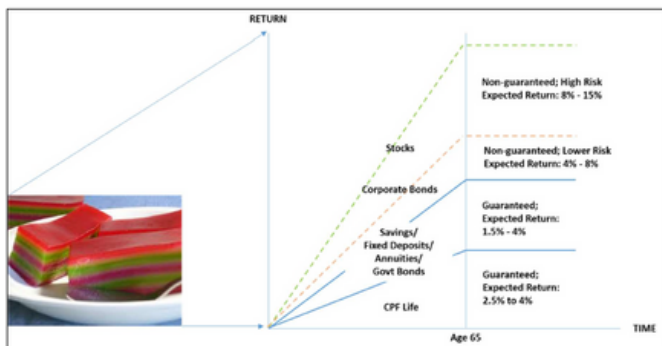 RETURN
Non-guaranteed; High Risk
Expected Return: 8% - 15%
Stocks
Non-guaranteed; Lower Risk
Expected Return: 4% - 8%
Corporate Bonds
Guaranteed;
Expected Return:
1.5% - 4%
Savings/
Fixed Deposits/
Annuities/
Govt Bonds
Guaranteed;
Expected Return:
2.5% to 4%
CPF Life
TIME
Age 65